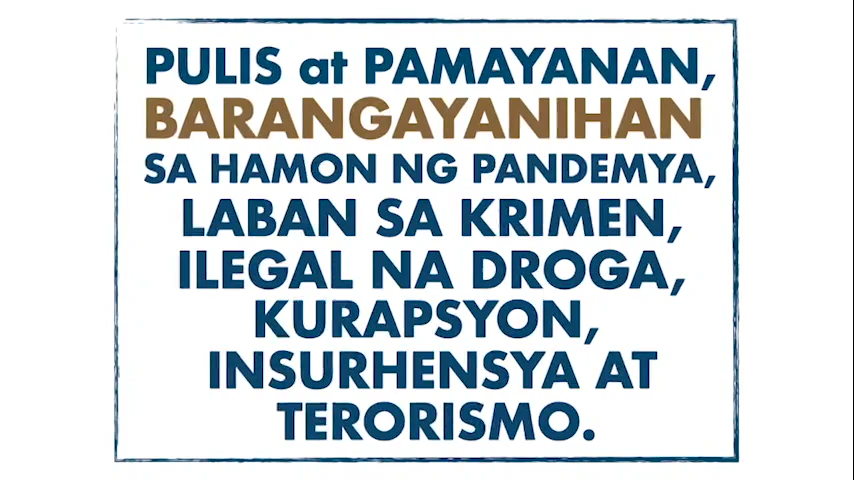 PULIS at PAMAYANAN,
BARANGAYANIHAN
SA HAMON NG PANDEMYA,
LABAN SA KRIMEN,
ILEGAL NA DROGA,
KURAPSYON,
INSURHENSYA AT
TERORISMO.